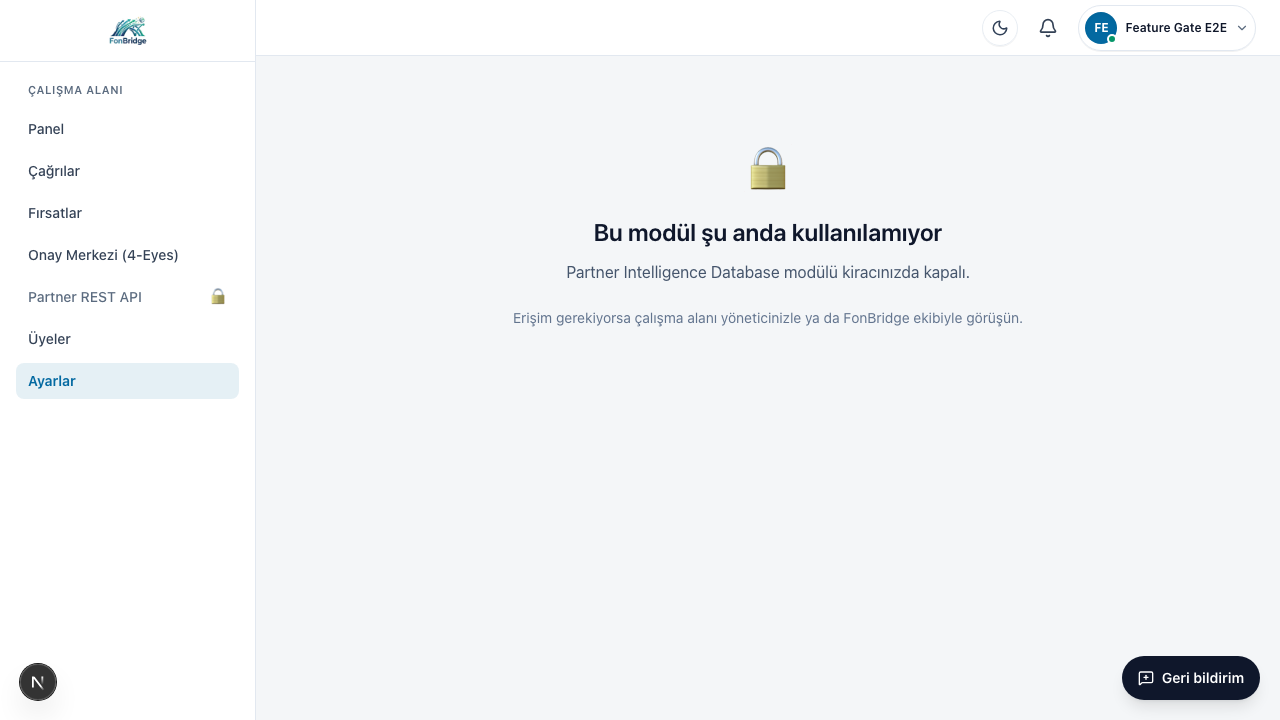 FonBridge
FE
Feature Gate E2E
ÇALIŞMA ALANI
Panel
Çağrılar
Fırsatlar
Onay Merkezi (4-Eyes)
Partner REST API
Üyeler
Ayarlar
Bu modül şu anda kullanılamıyor
Partner Intelligence Database modülü kiracınızda kapalı.
Erişim gerekiyorsa çalışma alanı yöneticinizle ya da FonBridge ekibiyle görüşün.
N
Geri bildirim